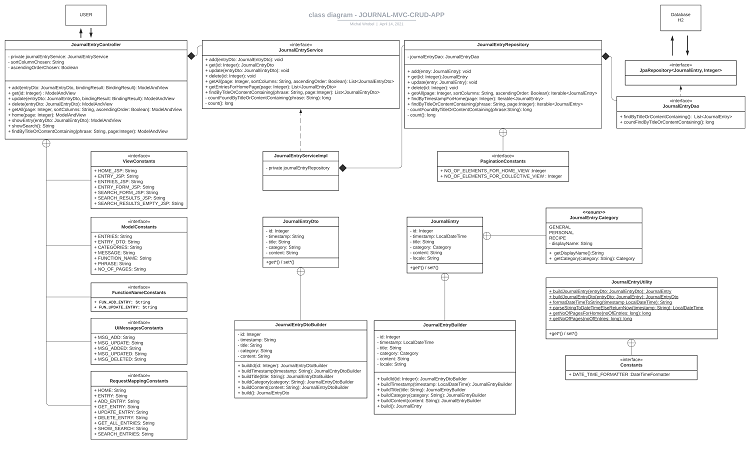 USER
class diagram - JOURNAL-MVC-CRUD-APP
Database
H2
JournalEntryController
- private journalEntryService: JournalEntryService
- sortColumnChosen: String
- ascendingOrderChosen: Boolean
+ add(entryDto: JournalEntryDto, bindingResult: BindingResult): ModelAndView
+ get(id: Integer): ModelAndView
+ update(entryDto: JournalEntryDto, bindingResult: BindingResult): ModelAndView
+ delete(entryDto: JournalEntryDto): ModelAndView
+ getAll(page: Integer, sortColumns: String, ascendingOrder: Boolean): ModelAndView
+ home(page: Integer): ModelAndView
+ showEntry(entryDto: JournalEntryDto): ModelAndView
+ showSearch(): String
+ findByTitleOrContentContaining(phrase: String, page:Integer): ModelAndView
«interface»
JournalEntryService
+ add(entryDto: JournalEntryDto): void
+ get(id: Integer): JournalEntryDto
+ update(entryDto: JournalEntryDto): void
+ delete(id: Integer): void
+ getAll(page: Integer, sortColumns: String, ascendingOrder: Boolean): List<JournalEntryDto>
+ getEntriesForHome(page: Integer): List<JournalEntryDto>
+ findByTitleOrContentContaining(phrase: String, page: Integer): List<JournalEntryDto>
+ countFoundByTitleOrContentContaining(phrase: String): long
+ count(): long
JournalEntryRepository
- journalEntryDao: JournalEntryDao
+ add(entry: JournalEntry): void
+ get(id: Integer): JournalEntry
+ update(entry: JournalEntry): void
+ delete(id: Integer): void
+ getAll(page: Integer, sortColumns: String, ascendingOrder: Boolean): Iterable<JournalEntry>
+ findByTimestampForHome(page: Integer): Iterable<JournalEntry>
+ findByTitleOrContentContaining(phrase: String, page:Integer): Iterable<JournalEntry>
- countFoundByTitleOrContentContaining(phrase: String): long
- count(): long
«interface»
JpaRepository<JournalEntry, Integer>
JournalEntryDao
+ findByTitleOrContentContaining(): List<JournalEntry>
+ countFindByTitleOrContentContaining(): long
JournalEntryServiceImpl
- private journalEntryRepository
«interface»
PaginationConstants
+ NO_OF_ELEMENTS_FOR_HOME_VIEW: Integer
+ NO_OF_ELEMENTS_FOR_COLLECTIVE_VIEW : Integer
«interface»
ViewConstants
+ HOME_JSP: String
+ ENTRY_JSP: String
+ ENTRIES_JSP: String
+ ENTRY_FORM_JSP: String
+ SEARCH_FORM_JSP: String
+ SEARCH_RESULTS_JSP: String
+ SEARCH_RESULTS_EMPTY_JSP: String
«interface»
ModelConstants
+ ENTRIES: String
+ ENTRY_DTO: String
+ CATEGORIES: String
+ MESSAGE: String
+ FUNCTION_NAME: String
+ PHRASE: String
+ NO_OF_PAGES: String
«interface»
FunctionNameConstants
+ FUN_ADD_ENTRY: String
+ FUN_UPDATE_ENTRY: String
«interface»
UiMessagesConstants
+ MSG_ADD: String
+ MSG_UPDATE: String
+ MSG_ADDED: String
+ MSG_UPDATED: String
+ MSG_DELETED: String
«interface»
RequestMappingConstants
+ HOME: String
+ ENTRY: String
+ ADD_ENTRY: String
+ GET_ENTRY: String
+ UPDATE_ENTRY: String
+ DELETE_ENTRY: String
+ GET_ALL_ENTRIES: String
+ SHOW_SEARCH: String
+ SEARCH_ENTRIES: String
JournalEntryDto
- id: Integer
- timestamp: String
- title: String
- category: String
- content: String
+get*() / set*()
JournalEntry
- id: Integer
- timestamp: LocalDateTime
- title: String
- category: Category
- content: String
- locale: String
+get*() / set*()
<<enum>>
JournalEntry.Category
GENERAL
PERSONAL
RECIPE
- displayName: String
+ getDisplayName():String
+ getCategory(category: String): Category
JournalEntryUtility
+ buildJournalEntry(entryDto: JournalEntryDto): JournalEntry
+ buildJournalEntryDto(entry: JournalEntry): JournalEntryDto
+ formatDateTimeToString(timestamp LocalDateTime): String
+ parseStringToDateTimeElseReturnNow(timestamp: String): LocalDateTime
+ getNoOfPagesForHome(noOfEntries: long): long
+ getNoOfPages(noOfEntries: long): long
+get*() / set*()
«interface»
Constants
+ DATE_TIME_FORMATTER: DateTimeFormatter
JournalEntryDtoBuilder
- id: Integer
- timestamp: String
- title: String
- category: String
- content: String
+ buildId(id: Integer): JournalEntryDtoBuilder
+ buildTimestamp(timestamp: String): JournalEntryDtoBuilder
+ buildTitle(title: String): JournalEntryDtoBuilder
+ buildCategory(category: String): JournalEntryDtoBuilder
+ buildContent(content: String): JournalEntryDtoBuilder
+ build(): JournalEntryDto
JournalEntryBuilder
- id: Integer
- timestamp: LocalDateTime
- title: String
- category: Category
- content: String
- locale: String
+ buildId(id: Integer): JournalEntryBuilder
+ buildTimestamp(timestamp: LocalDateTime): JournalEntryBuilder
+ buildTitle(title: String): JournalEntryBuilder
+ buildCategory(category: String): JournalEntryBuilder
+ buildContent(content: String): JournalEntryBuilder
+ build(): JournalEntry